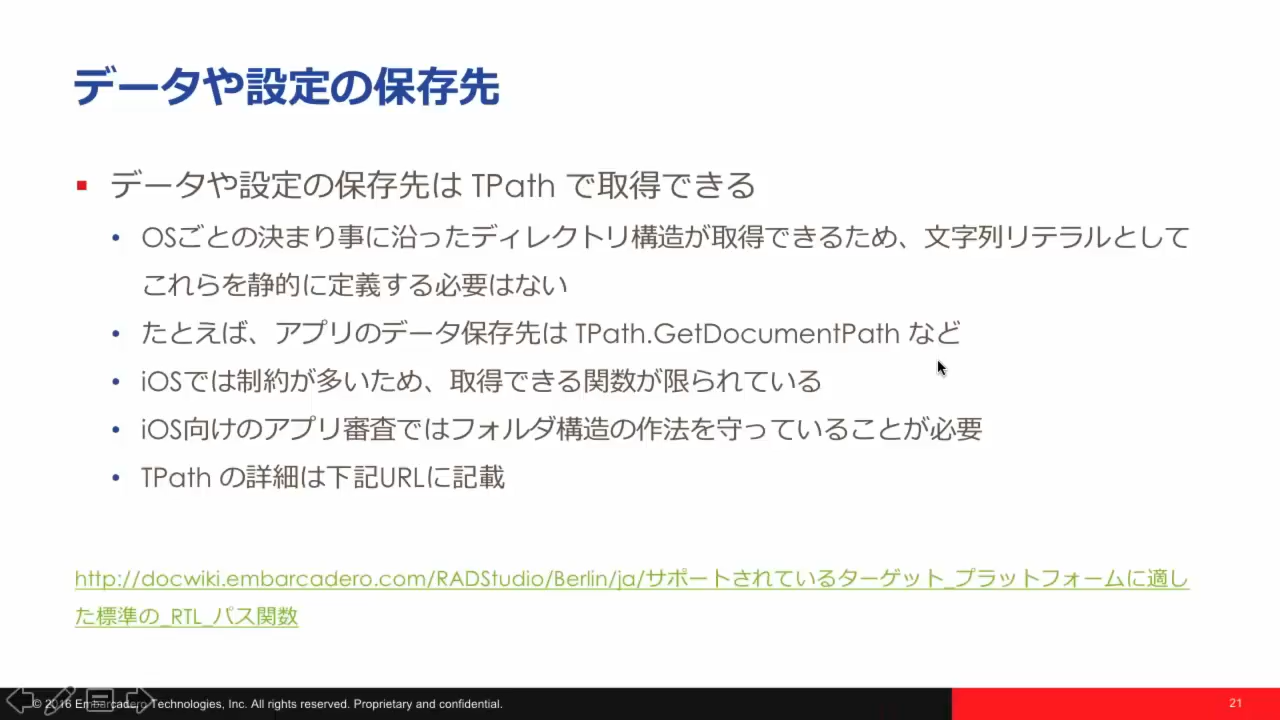 データや設定の保存先
データや設定の保存先は TPath で取得できる
OSごとの決まり事に沿ったディレクトリ構造が取得できるため、文字列リテラルとして
これらを静的に定義する必要はない
たとえば、アプリのデータ保存先は TPath.GetDocumentPath など
iOSでは制約が多いため、取得できる関数が限られている
iOS向けのアプリ審査ではフォルダ構造の作法を守っていることが必要
TPath の詳細は下記URLに記載
http://docwiki.embarcadero.com/RADStudio/Berlin/ja/サポートされているターゲット_プラットフォームに適し
た標準の_RTL_パス関数
© 2016 Embarcadero Technologies, Inc. All rights reserved. Proprietary and confidential.
21